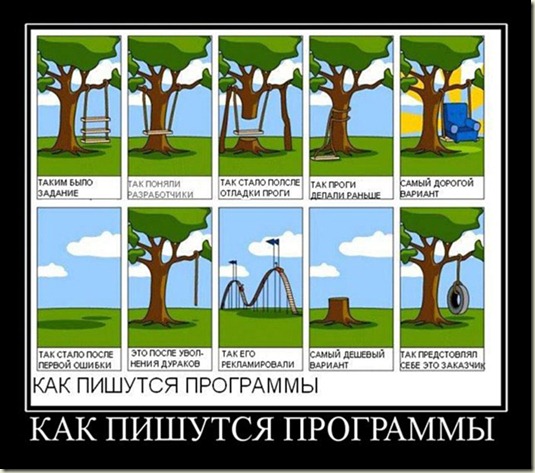 ТАКИМ БЫЛО
ЗАДАНИЕ
ТАК ПОНЯЛИ
РАЗРАБОТЧИКИ
ТАК СТАЛО ПОЛСЛЕ
ОТЛАДКИ ПРОГИ
ТАК ПРОГИ
ДЕЛАЛИ РАНЬШЕ
САМЫЙ ДОРОГОЙ
ВАРИАНТ
ТАК СТАЛО ПОСЛЕ
ПЕРВОЙ ОШИБКИ
ЭТО ПОСЛЕ УВОЛ-
НЕНИЯ ДУРАКОВ
ТАК ЕГО
РЕКЛАМИРОВАЛИ
САМЫЙ ДЕШЕВЫЙ
ВАРИАНТ
ТАК ПРЕДСТОВЛЯЛ
СЕБЕ ЭТО ЗАКАЗЧИК
КАК ПИШУТСЯ ПРОГРАММЫ
КАК ПИШУТСЯ ПРОГРАММЫ